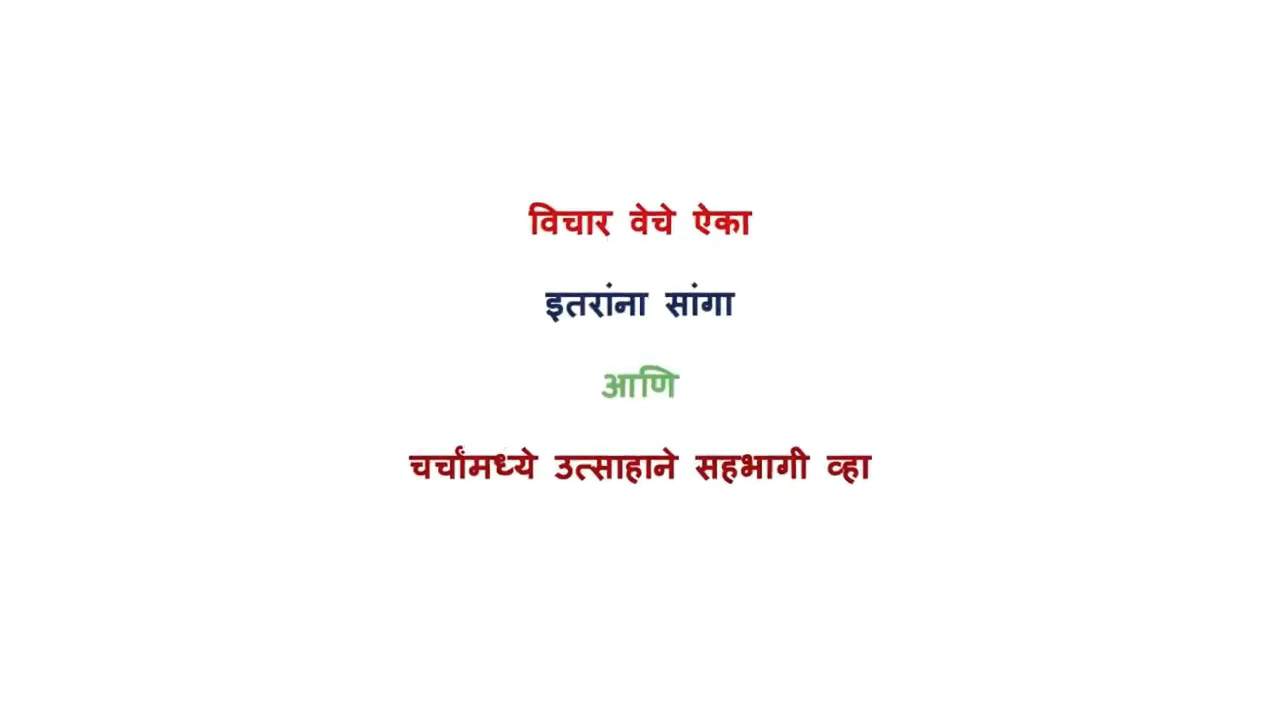 विचार वेचे ऐका
इतरांना सांगा
आणि
चर्चांमध्ये उत्साहाने सहभागी व्हा